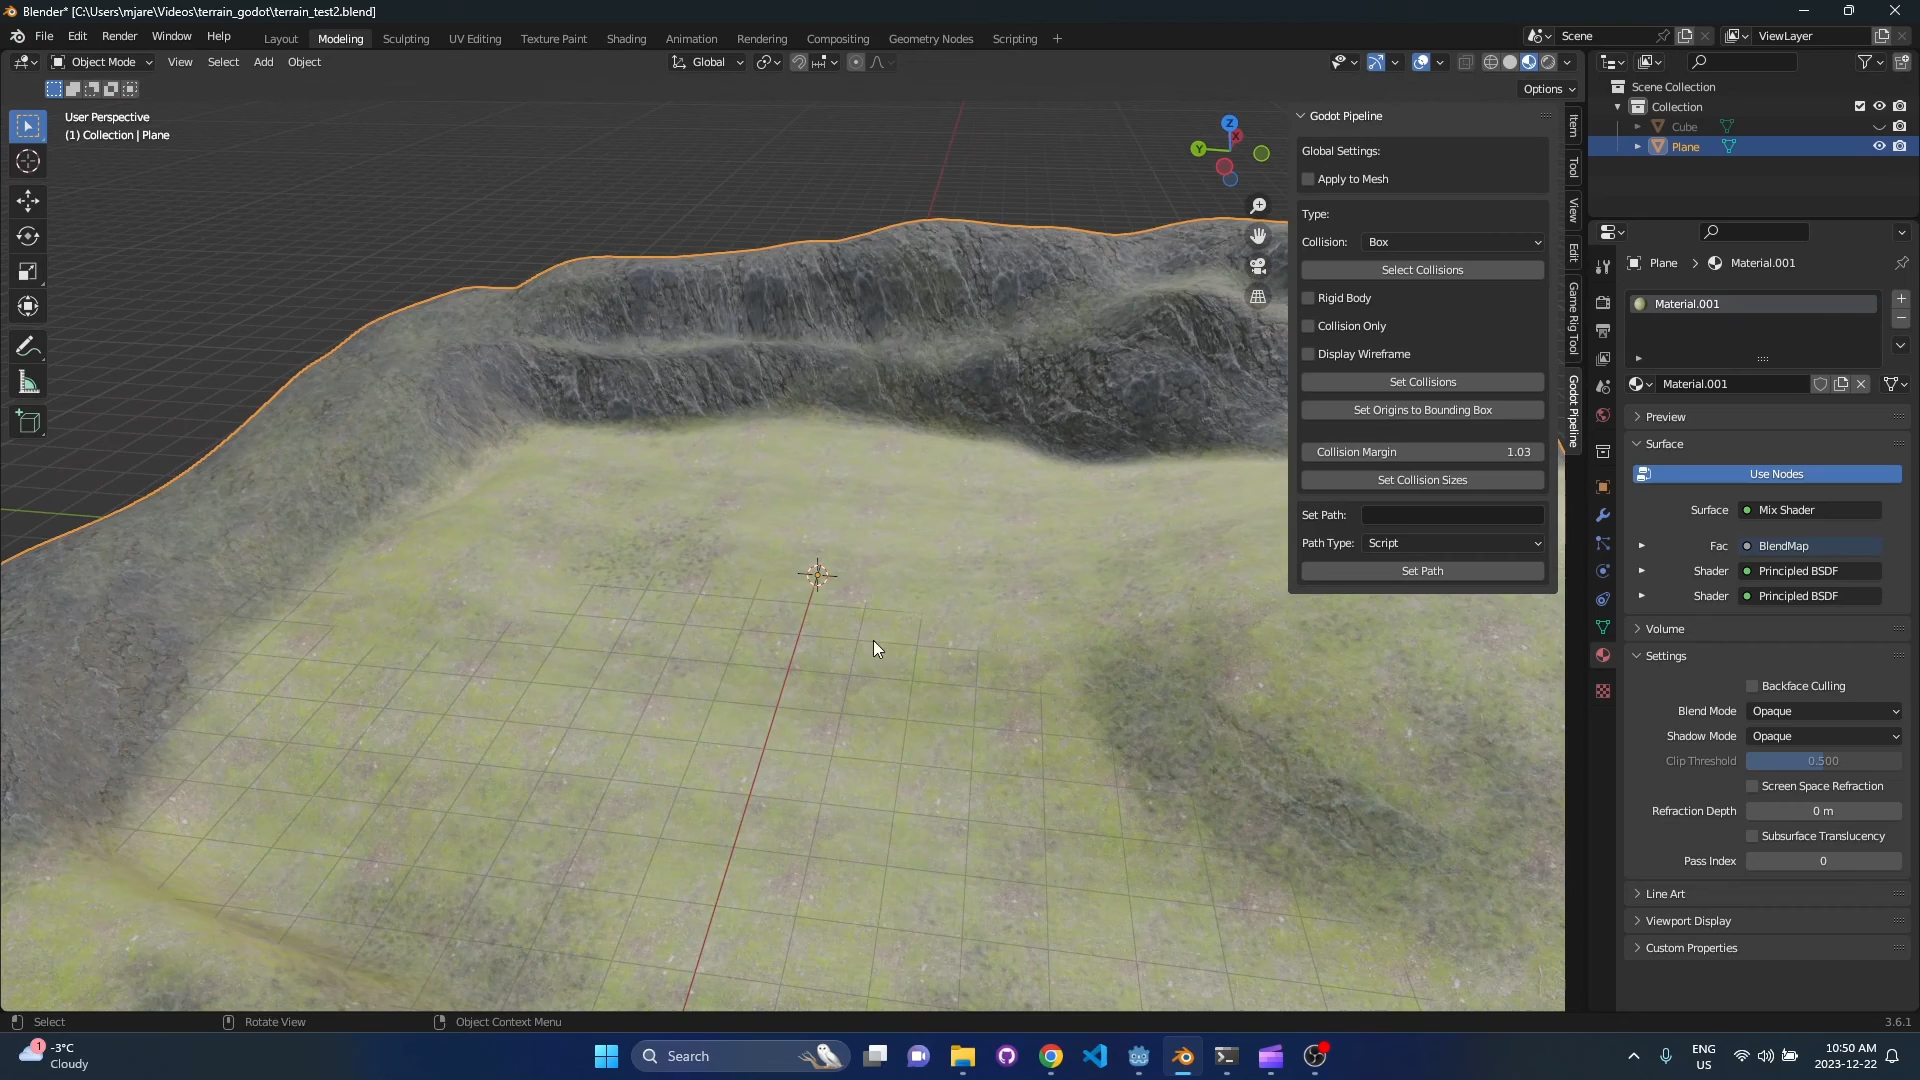 Blender* [C:\Users\mjare\Videos\terrain_godot\terrain_test2.blend]
File Edit Render Window Help Layout Modeling Sculpting UV Editing Texture Paint Shading Animation Rendering Compositing Geometry Nodes Scripting + Scene ViewLayer
Object Mode View Select Add Object Global
Options
User Perspective
(1) Collection | Plane
Z
X
Y
Godot Pipeline
Global Settings:
Apply to Mesh
Type:
Collision: Box
Select Collisions
Rigid Body
Collision Only
Display Wireframe
Set Collisions
Set Origins to Bounding Box
Collision Margin 1.03
Set Collision Sizes
Set Path:
Path Type: Script
Set Path
Item
Tool
View
Edit
Game Rig Tool
Godot Pipeline
Scene Collection
Collection
Cube
Plane
Plane > Material.001
Material.001
Material.001
Preview
Surface
Use Nodes
Surface Mix Shader
Fac BlendMap
Shader Principled BSDF
Shader Principled BSDF
Volume
Settings
Backface Culling
Blend Mode Opaque
Shadow Mode Opaque
Clip Threshold 0.500
Screen Space Refraction
Refraction Depth 0 m
Subsurface Translucency
Pass Index 0
Line Art
Viewport Display
Custom Properties
Select Rotate View Object Context Menu 3.6.1
1
-3°C
Cloudy
Search
ENG
US
10:50 AM
2023-12-22